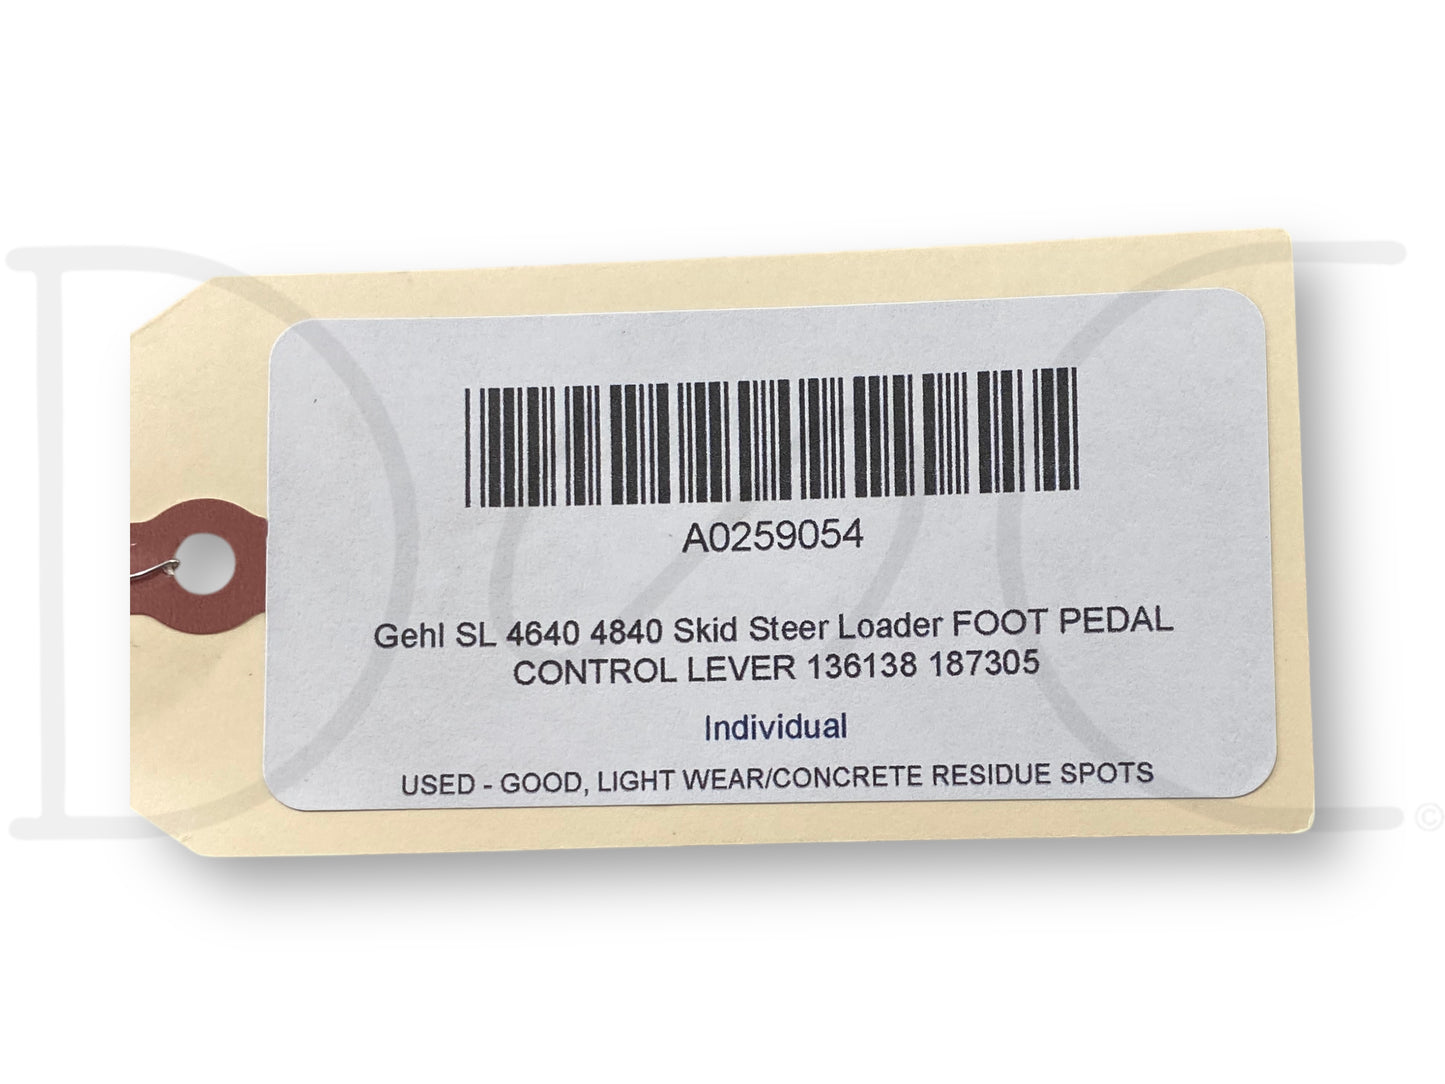 A0259054
Gehl SL 4640 4840 Skid Steer Loader FOOT PEDAL
CONTROL LEVER 136138 187305
Individual
USED - GOOD, LIGHT WEAR/CONCRETE RESIDUE SPOTS
©